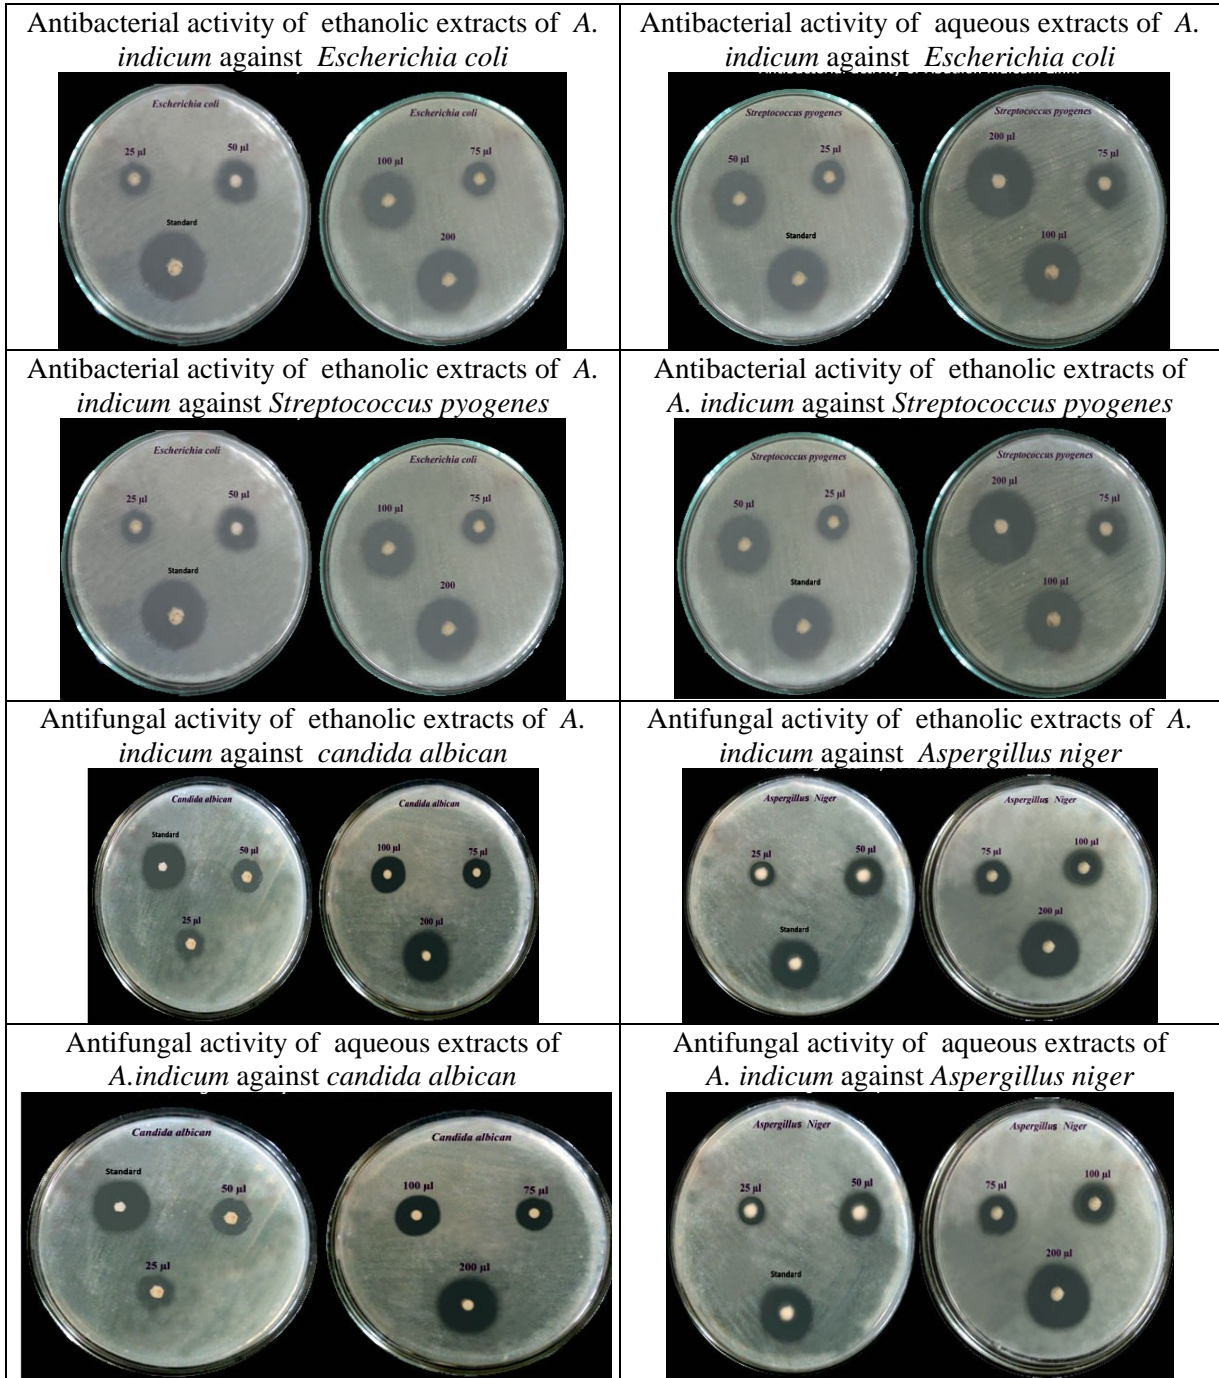 Antibacterial activity of ethanolic extracts of A.
indicum against Escherichia coli
Escherichia coli
25 µl
50 µl
Standard
Escherichia coli
100 µl
75 µl
200
Antibacterial activity of aqueous extracts of A.
indicum against Escherichia coli
Streptococcus pyogenes
50 µl
25 µl
Standard
Streptococcus pyogenes
200 µl
75 µl
100 µl
Antibacterial activity of ethanolic extracts of A.
indicum against Streptococcus pyogenes
Escherichia coli
25 µl
50 µl
Standard
Escherichia coli
100 µl
75 µl
200
Antibacterial activity of ethanolic extracts of
A. indicum against Streptococcus pyogenes
Streptococcus pyogenes
50 µl
25 µl
Standard
Streptococcus pyogenes
200 µl
75 µl
100 µl
Antifungal activity of ethanolic extracts of A.
indicum against candida albican
Candida albican
Standard
50 µl
25 µl
Candida albican
100 µl
75 µl
200 µl
Antifungal activity of ethanolic extracts of A.
indicum against Aspergillus niger
Aspergillus Niger
25 µl
50 µl
Standard
Aspergillus Niger
75 µl
100 µl
200 µl
Antifungal activity of aqueous extracts of
A.indicum against candida albican
Candida albican
Standard
50 µl
25 µl
Candida albican
100 µl
75 µl
200 µl
Antifungal activity of aqueous extracts of
A. indicum against Aspergillus niger
Aspergillus Niger
25 µl
50 µl
Standard
Aspergillus Niger
75 µl
100 µl
200 µl